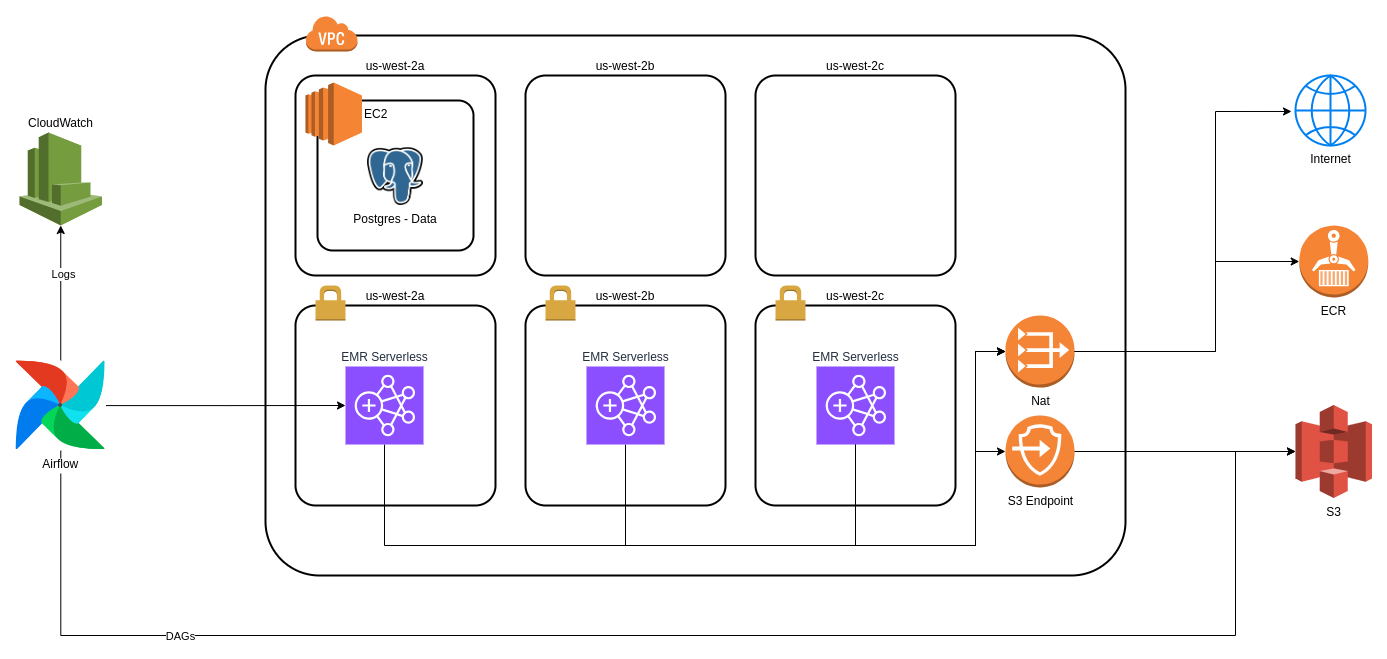 VPC
us-west-2a
us-west-2b
us-west-2c
EC2
CloudWatch
Internet
Postgres - Data
Logs
us-west-2a
us-west-2b
us-west-2c
ECR
EMR Serverless
EMR Serverless
EMR Serverless
Nat
Airflow
S3 Endpoint
S3
DAGs